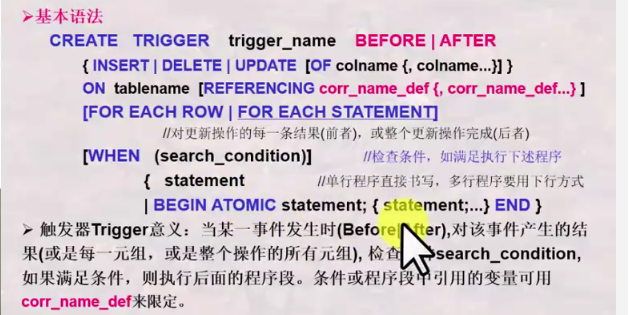 ➢基本语法
CREATE TRIGGER trigger_name BEFORE | AFTER
{ INSERT | DELETE | UPDATE [OF colname {, colname...}] }
ON tablename [REFERENCING corr_name_def {, corr_name_def...} ]
[FOR EACH ROW | FOR EACH STATEMENT]
//对更新操作的每一条结果(前者)，或整个更新操作完成(后者)
[WHEN (search_condition)] //检查条件，如满足执行下述程序
{ statement //单行程序直接书写，多行程序要用下行方式
| BEGIN ATOMIC statement; { statement;...} END }
➢ 触发器Trigger意义：当某一事件发生时(Before|After),对该事件产生的结
果(或是每一元组，或是整个操作的所有元组), 检查 search_condition,
如果满足条件，则执行后面的程序段。条件或程序段中引用的变量可用
corr_name_def来限定。